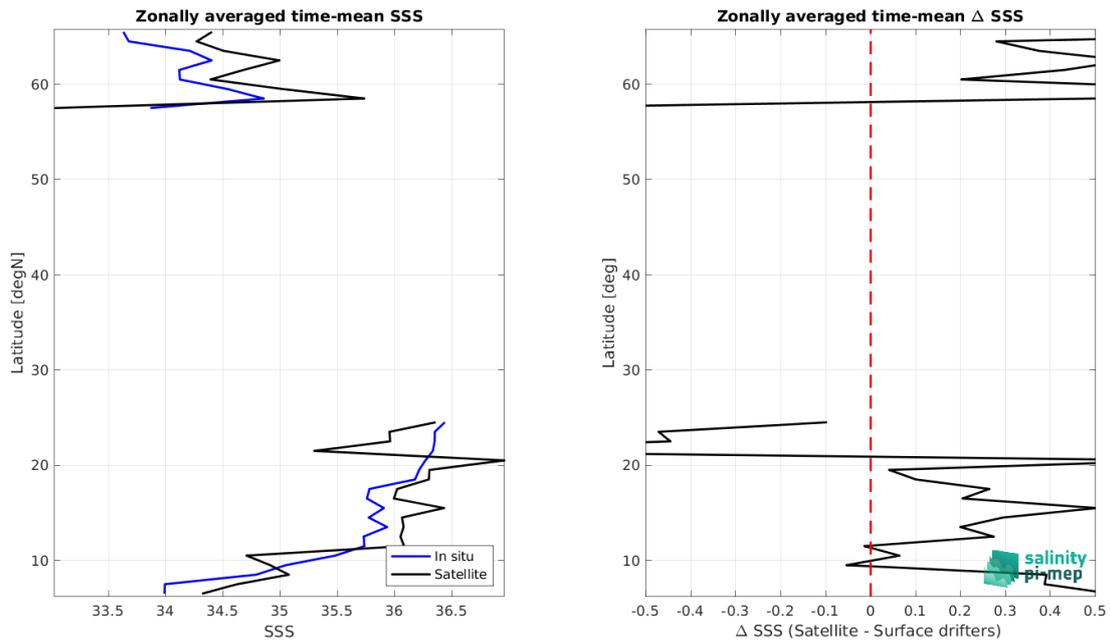 Zonally averaged time-mean SSS
Latitude [degN]
60
50
40
30
20
10
33.5 34 34.5 35 35.5 36 36.5
SSS
In situ
Satellite
Zonally averaged time-mean Δ SSS
Latitude [deg]
60
50
40
30
20
10
-0.5 -0.4 -0.3 -0.2 -0.1 0 0.1 0.2 0.3 0.4 0.5
Δ SSS (Satellite - Surface drifters)
salinity
pi-mep